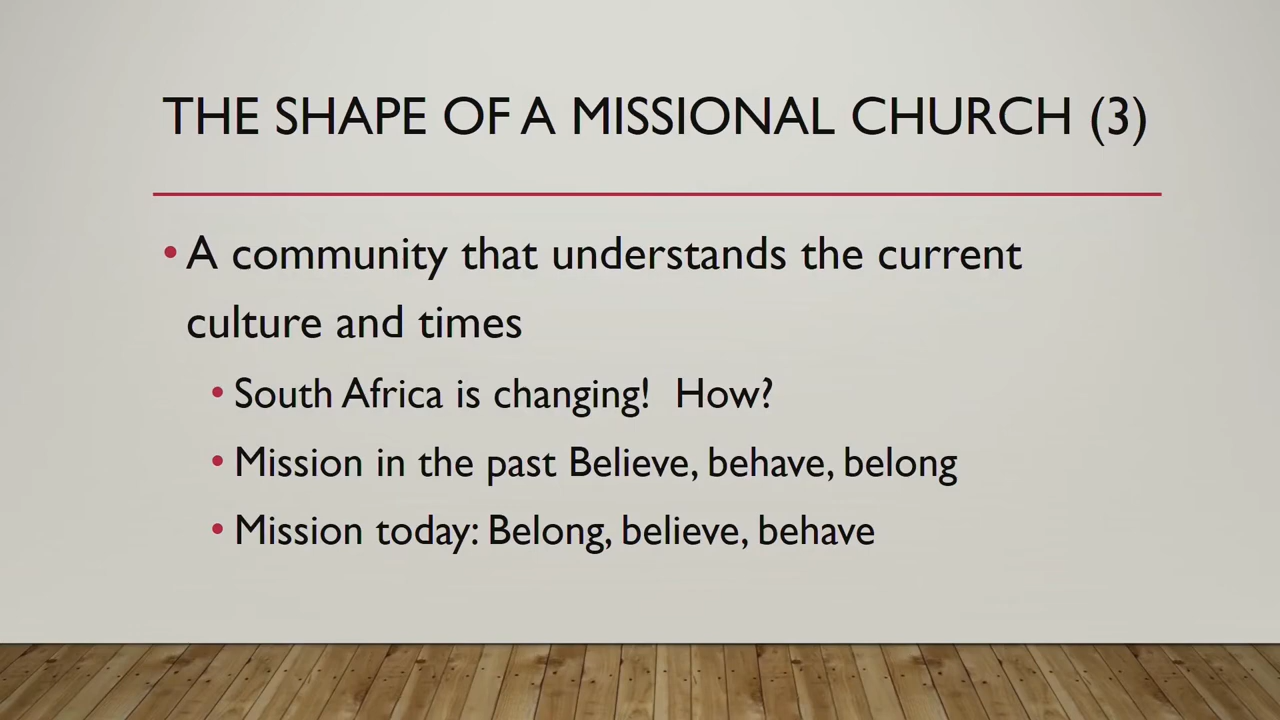 THE SHAPE OF A MISSIONAL CHURCH (3)
• A community that understands the current
culture and times
• South Africa is changing!  How?
• Mission in the past Believe, behave, belong
• Mission today: Belong, believe, behave